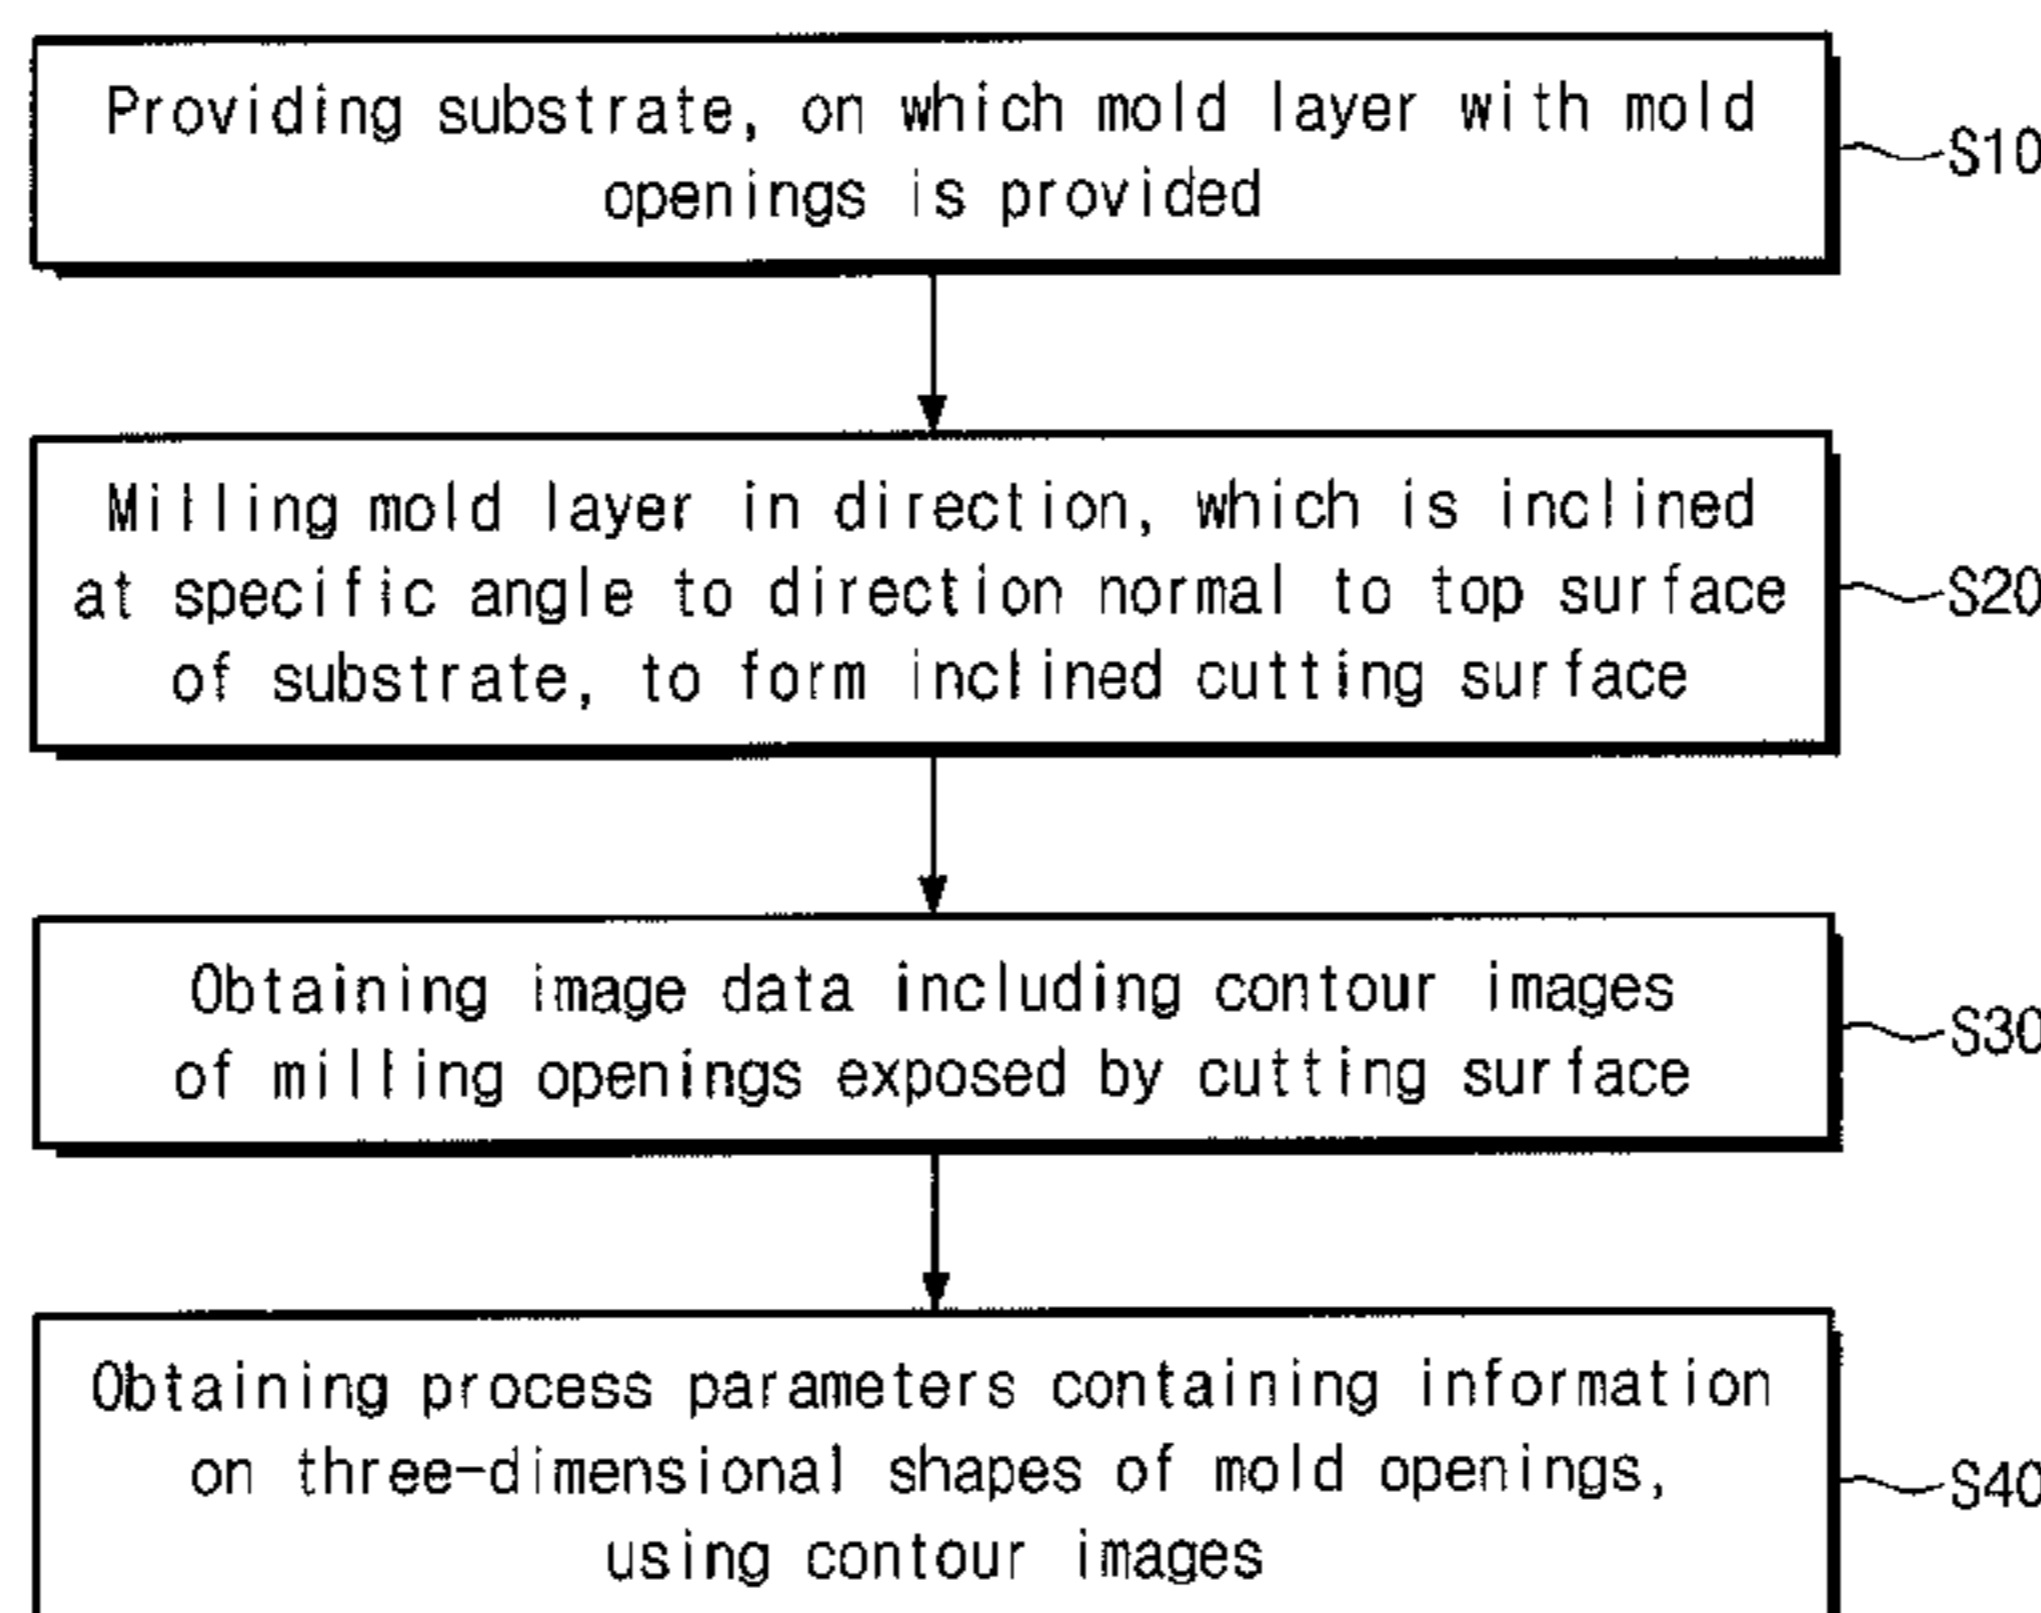 Providing substrate, on which mold layer with mold
openings is provided
S10
Milling mold layer in direction, which is inclined
at specific angle to direction normal to top surface
of substrate, to form inclined cutting surface
S20
Obtaining image data including contour images
of milling openings exposed by cutting surface
S30
Obtaining process parameters containing information
on three-dimensional shapes of mold openings,
using contour images
S40